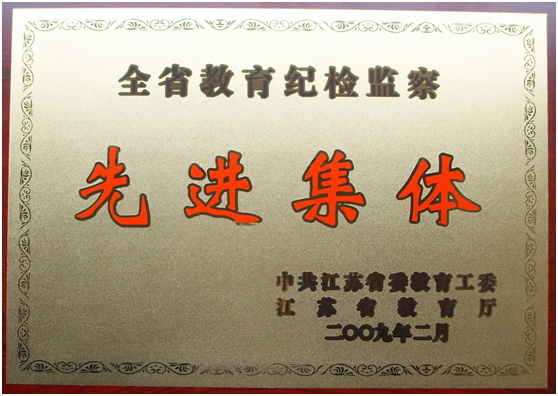 全省教育纪检监察
先进集体
中共江苏省委教育工委
江苏省教育厅
二〇〇九年二月